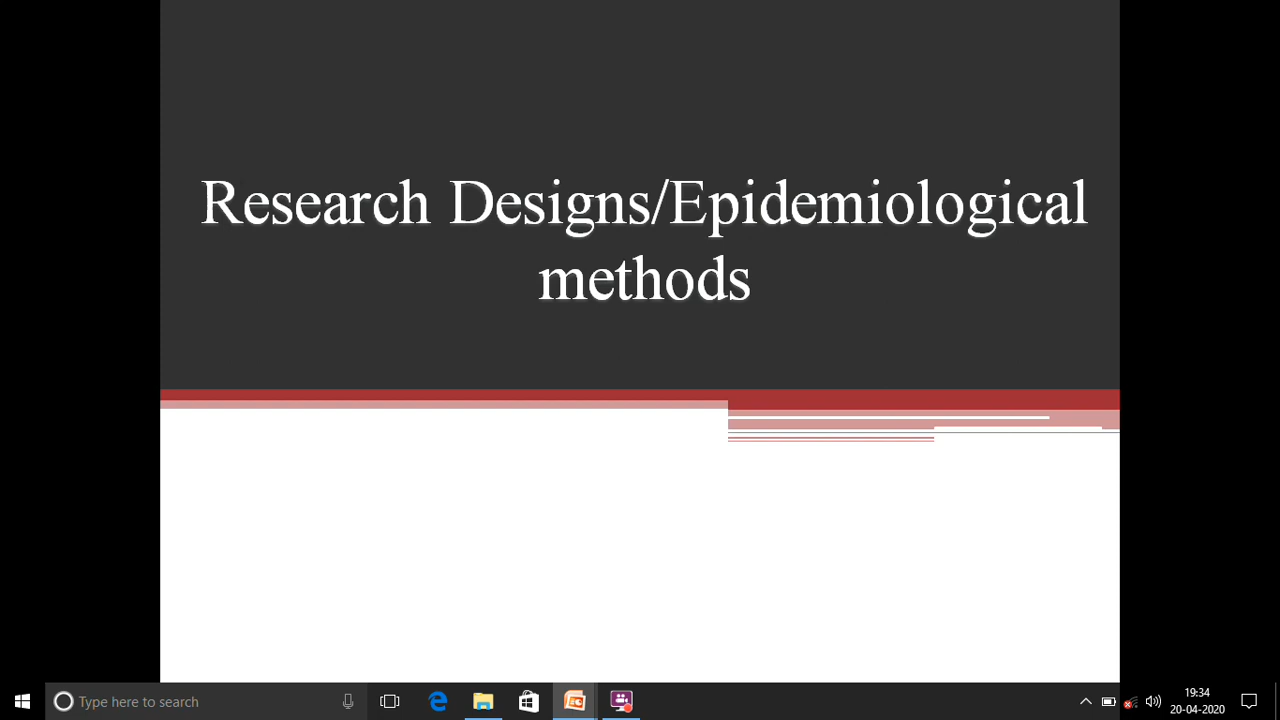 Research Designs/Epidemiological
methods
Type here to search
19:34
20-04-2020